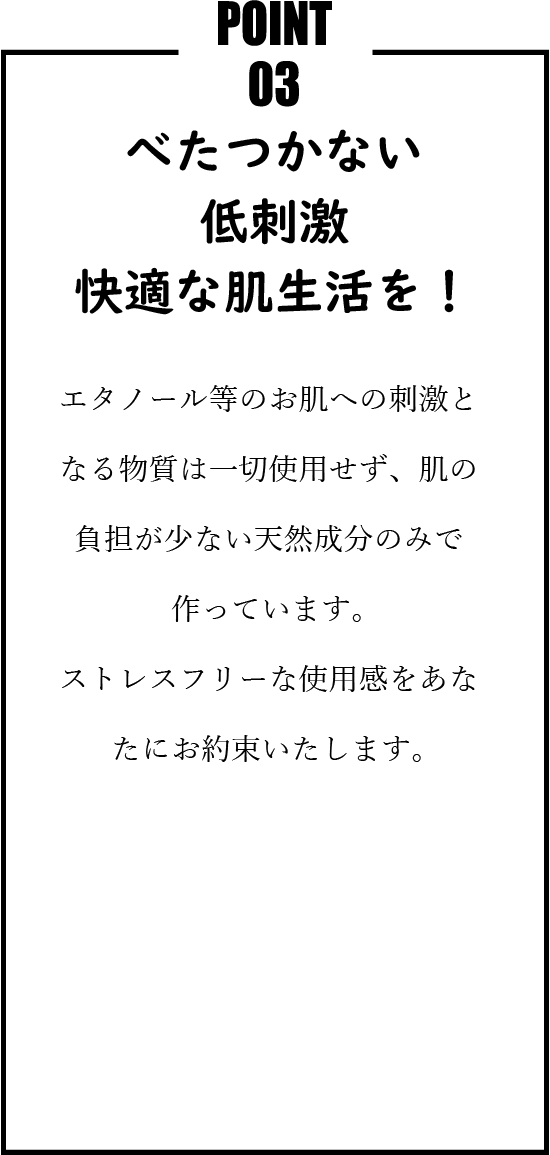 POINT
03
べたつかない
低刺激
快適な肌生活を！
エタノール等のお肌への刺激と
なる物質は一切使用せず、肌の
負担が少ない天然成分のみで
作っています。
ストレスフリーな使用感をあな
たにお約束いたします。